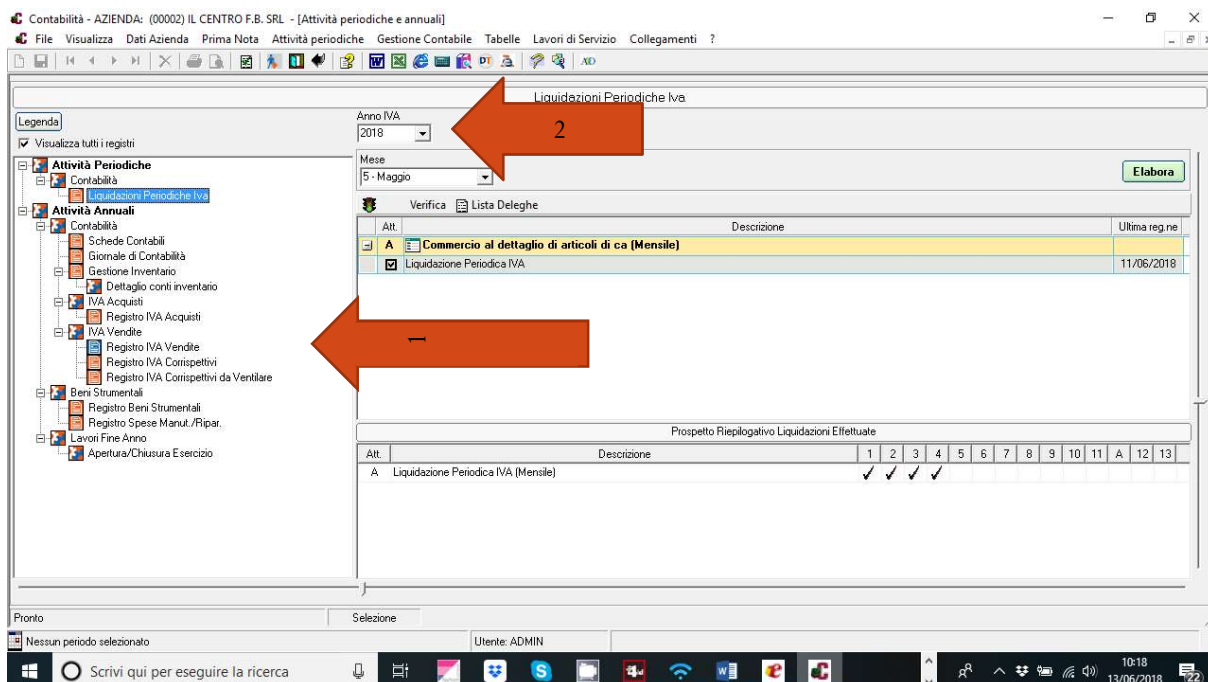 Contabilità - AZIENDA: (00002) IL CENTRO F.B. SRL - [Attività periodiche e annuali]
File Visualizza Dati Azienda Prima Nota Attività periodiche Gestione Contabile Tabelle Lavori di Servizio Collegamenti ?
Liquidazioni Periodiche Iva
Legenda
Visualizza tutti i registri
Attività Periodiche
Contabilità
Liquidazioni Periodiche Iva
Attività Annuali
Contabilità
Schede Contabili
Giornale di Contabilità
Gestione Inventario
Dettaglio conti inventario
IVA Acquisti
Registro IVA Acquisti
IVA Vendite
Registro IVA Vendite
Registro IVA Corrispettivi
Registro IVA Corrispettivi da Ventilare
Beni Strumentali
Registro Beni Strumentali
Registro Spese Manut./Ripar.
Lavori Fine Anno
Apertura/Chiusura Esercizio
1
Anno IVA
2018
2
Mese
5 - Maggio
Elabora
Verifica Lista Deleghe
Att. Descrizione Ultima reg.ne
A Commercio al dettaglio di articoli di ca (Mensile)
Liquidazione Periodica IVA 11/06/2018
Prospetto Riepilogativo Liquidazioni Effettuate
Att. Descrizione 1 2 3 4 5 6 7 8 9 10 11 A 12 13
A Liquidazione Periodica IVA (Mensile)
Pronto Selezione
Nessun periodo selezionato Utente: ADMIN
Scrivi qui per eseguire la ricerca
10:18
13/06/2018
22